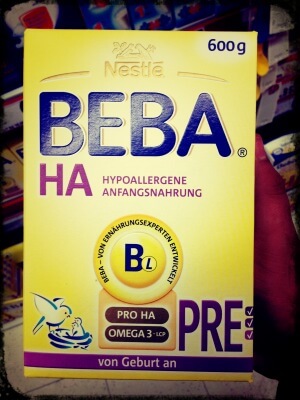 Nestlé
600g
BEBA®
HA
HYPOALLERGENE
ANFANGSNAHRUNG
BEBA – VON ERNÄHRUNGSEXPERTEN ENTWICKELT
BL
PRO HA
OMEGA 3 · LCP
PRE
von Geburt an